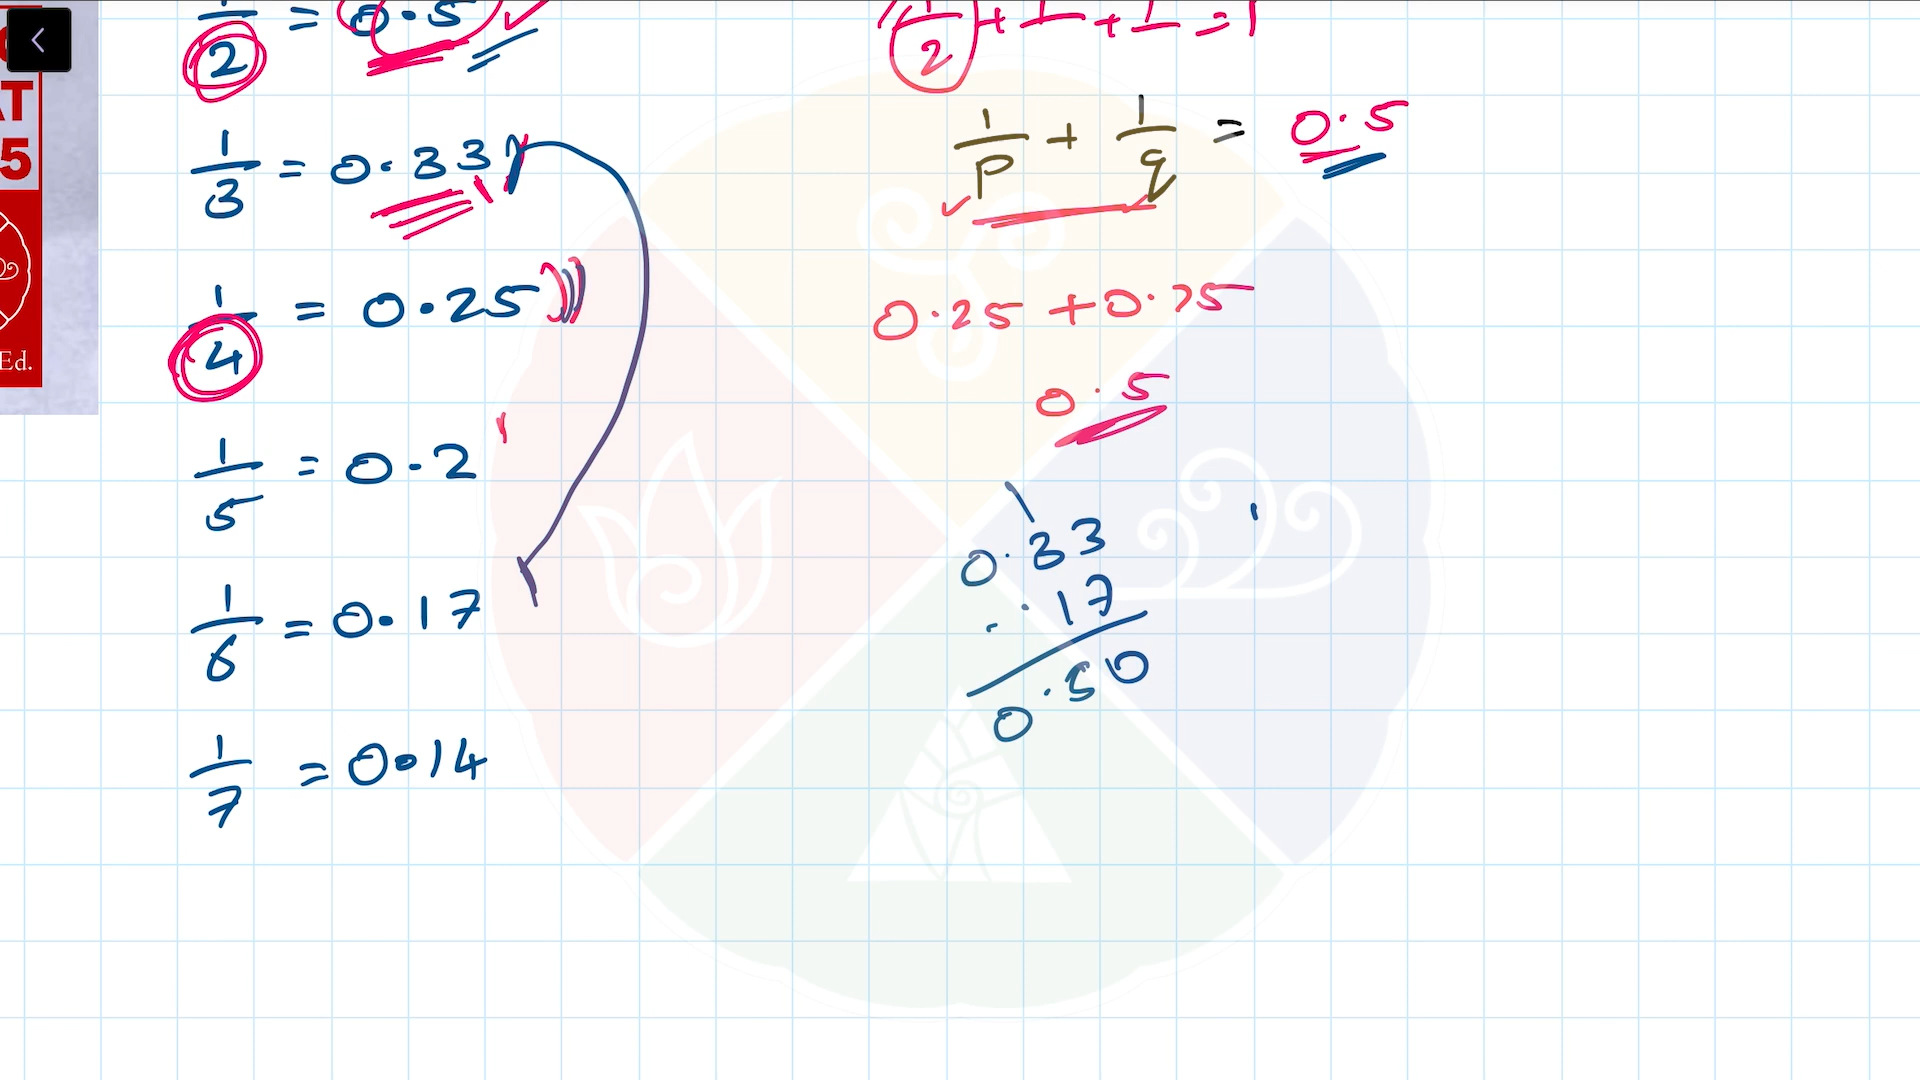 1/2 = 0.5
1/3 = 0.33
1/4 = 0.25
1/5 = 0.2
1/6 = 0.17
1/7 = 0.14
1/2 + 1 + 1 = 1
1/p + 1/q = 0.5
0.25 + 0.25
0.5
0.33
.17
0.50
AT
5
Ed.